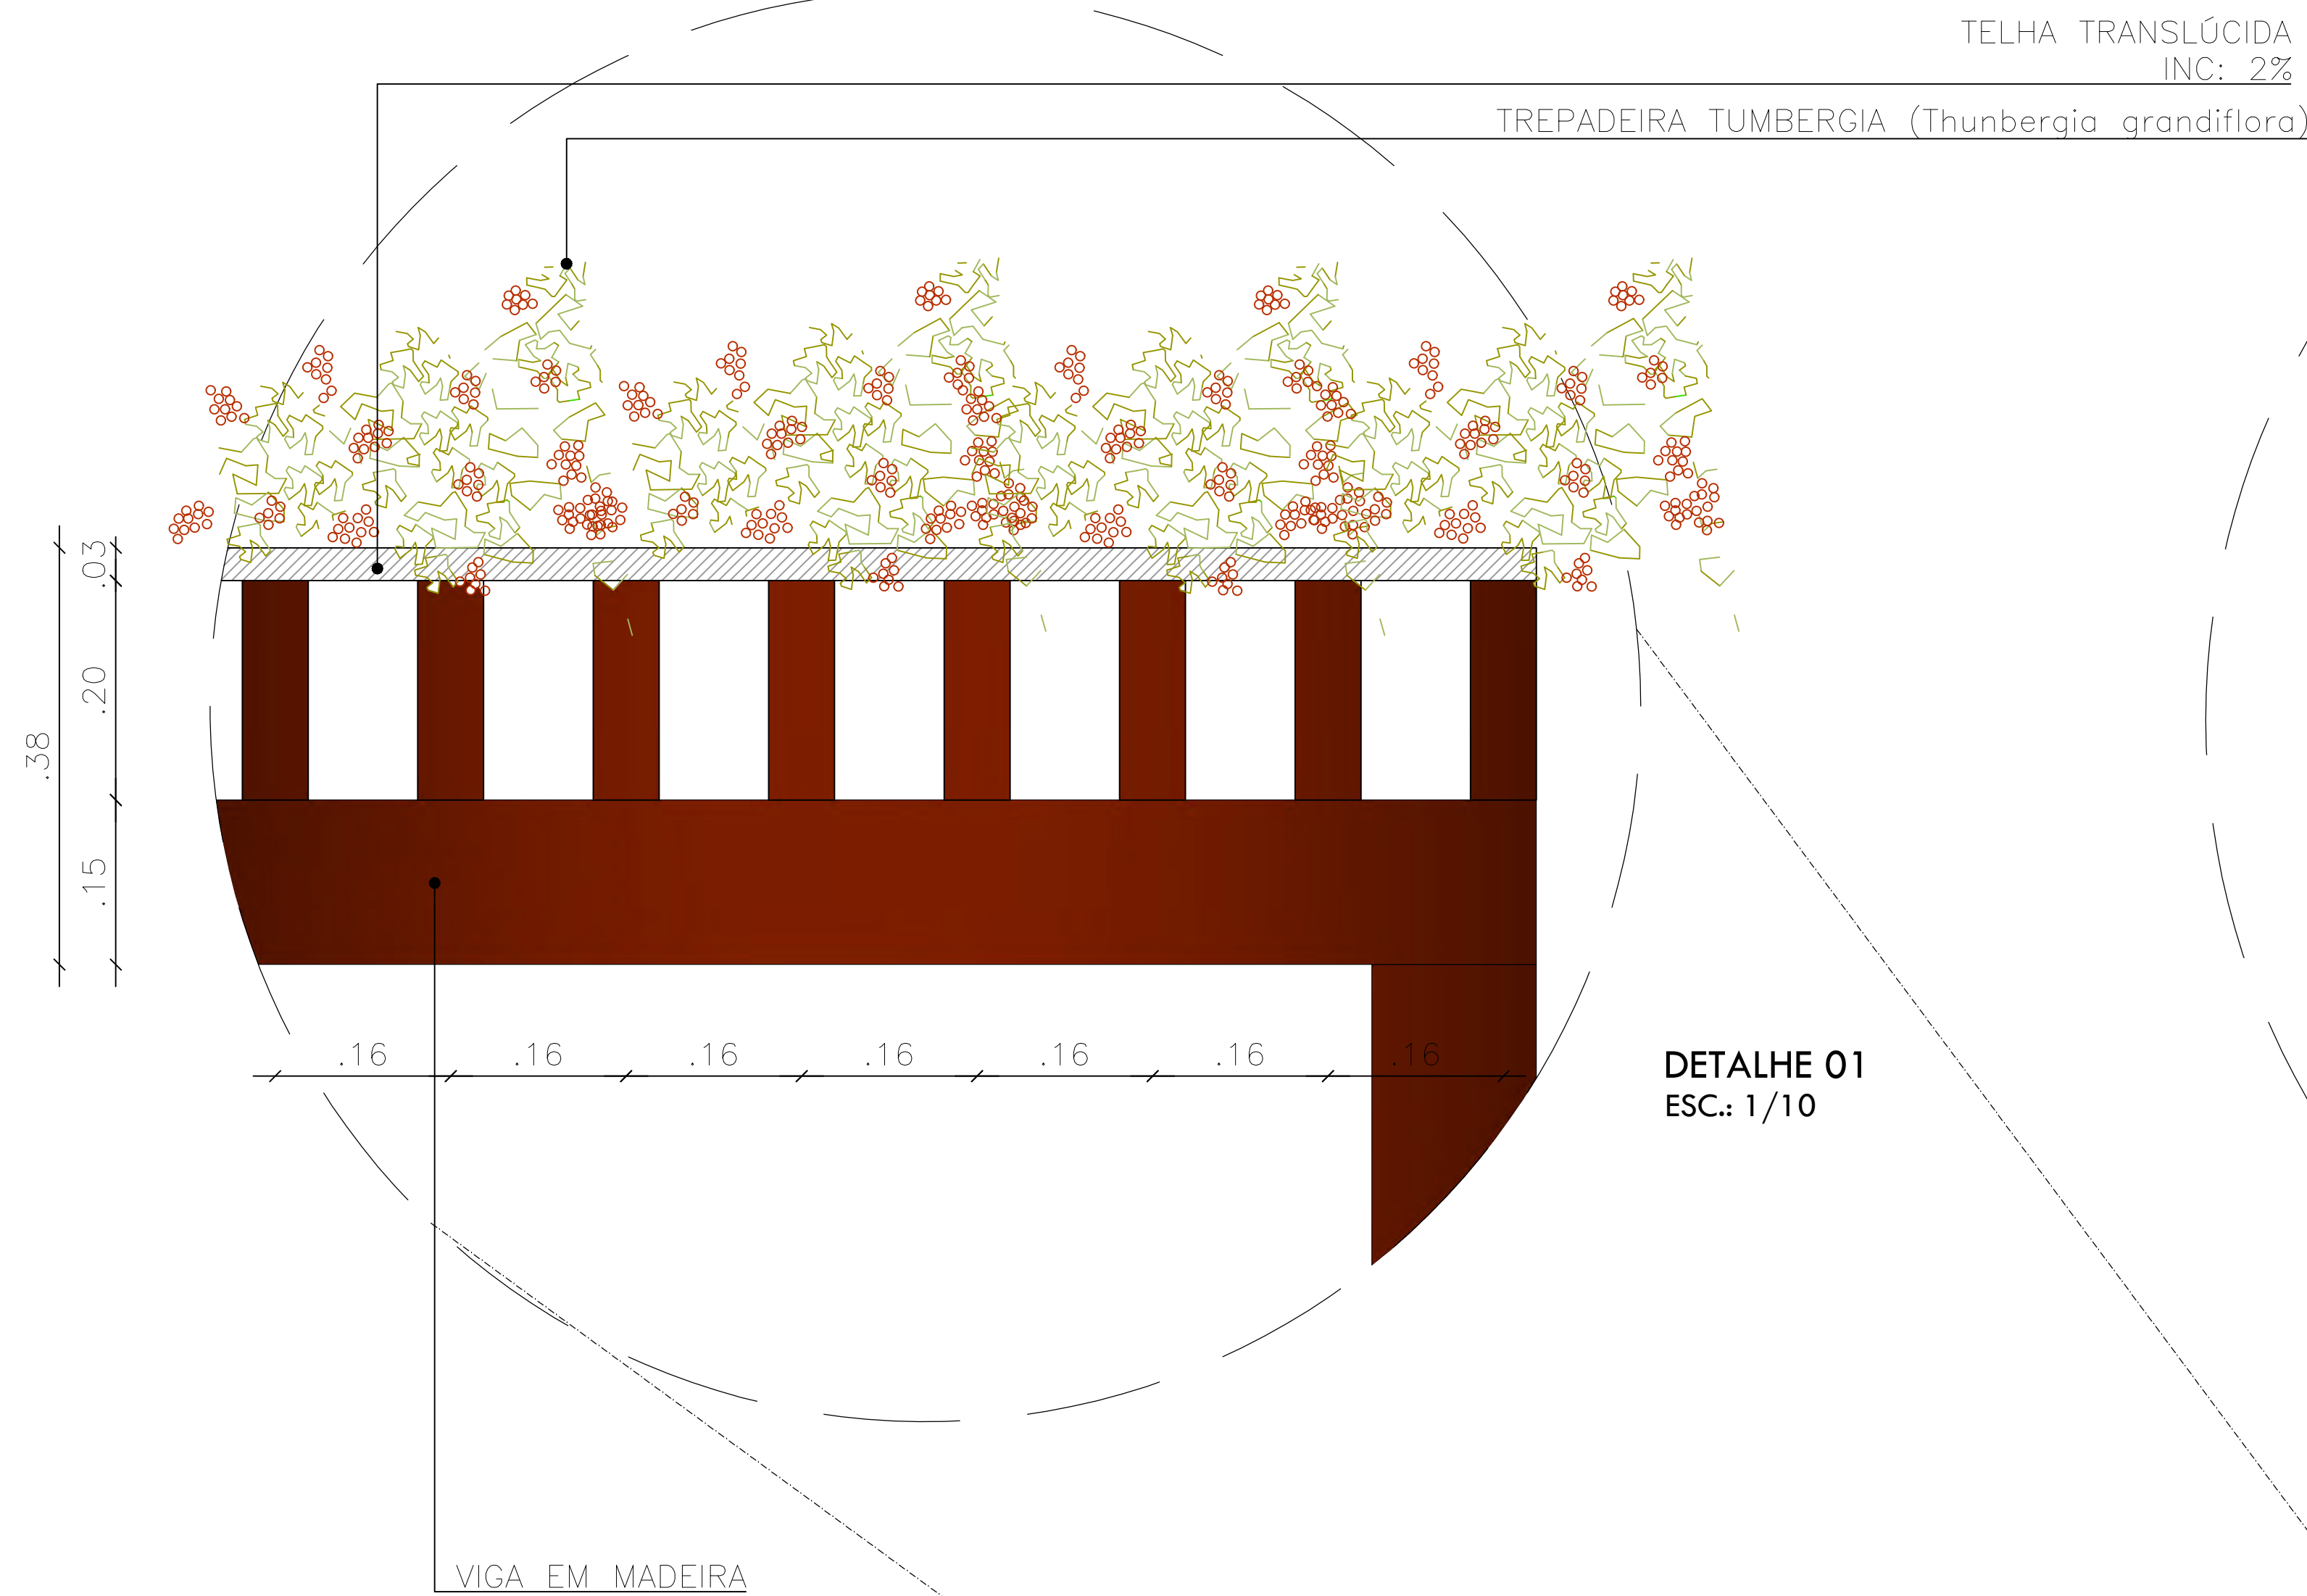 TELHA TRANSLÚCIDA
INC: 2%
TREPADEIRA TUMBERGIA (Thunbergia grandiflora)
.03
.20
.38
.15
.16 .16 .16 .16 .16 .16 .16
DETALHE 01
ESC.: 1/10
VIGA EM MADEIRA